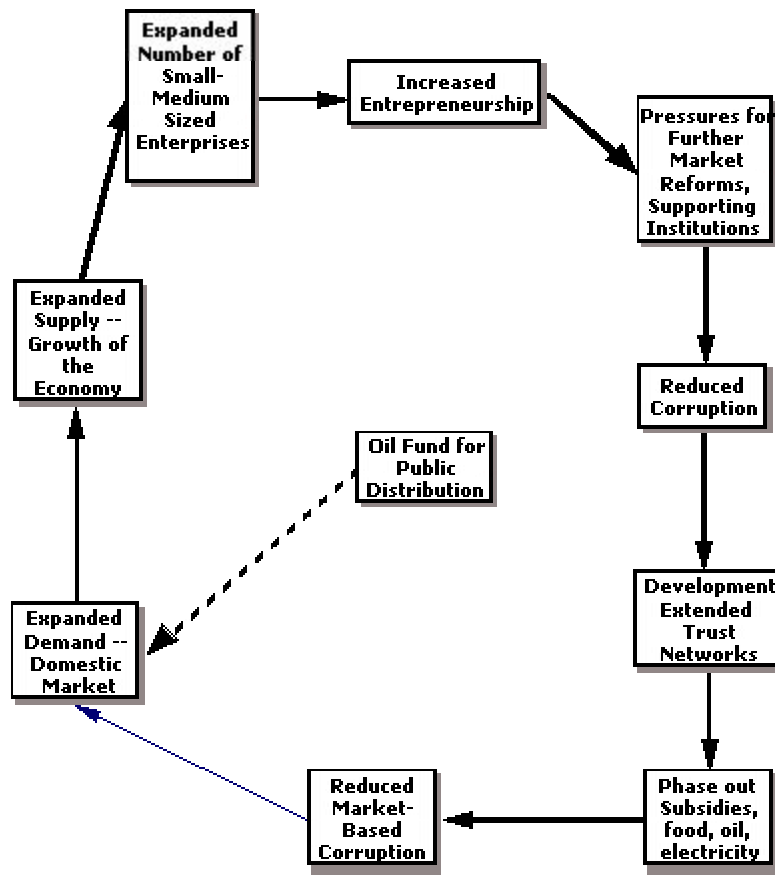 Expanded
Number of
Small-
Medium
Sized
Enterprises
Increased
Entrepreneurship
Pressures for
Further
Market
Reforms,
Supporting
Institutions
Reduced
Corruption
Development
Extended
Trust
Networks
Phase out
Subsidies,
food, oil,
electricity
Reduced
Market-
Based
Corruption
Expanded
Demand --
Domestic
Market
Expanded
Supply --
Growth of
the
Economy
Oil Fund for
Public
Distribution